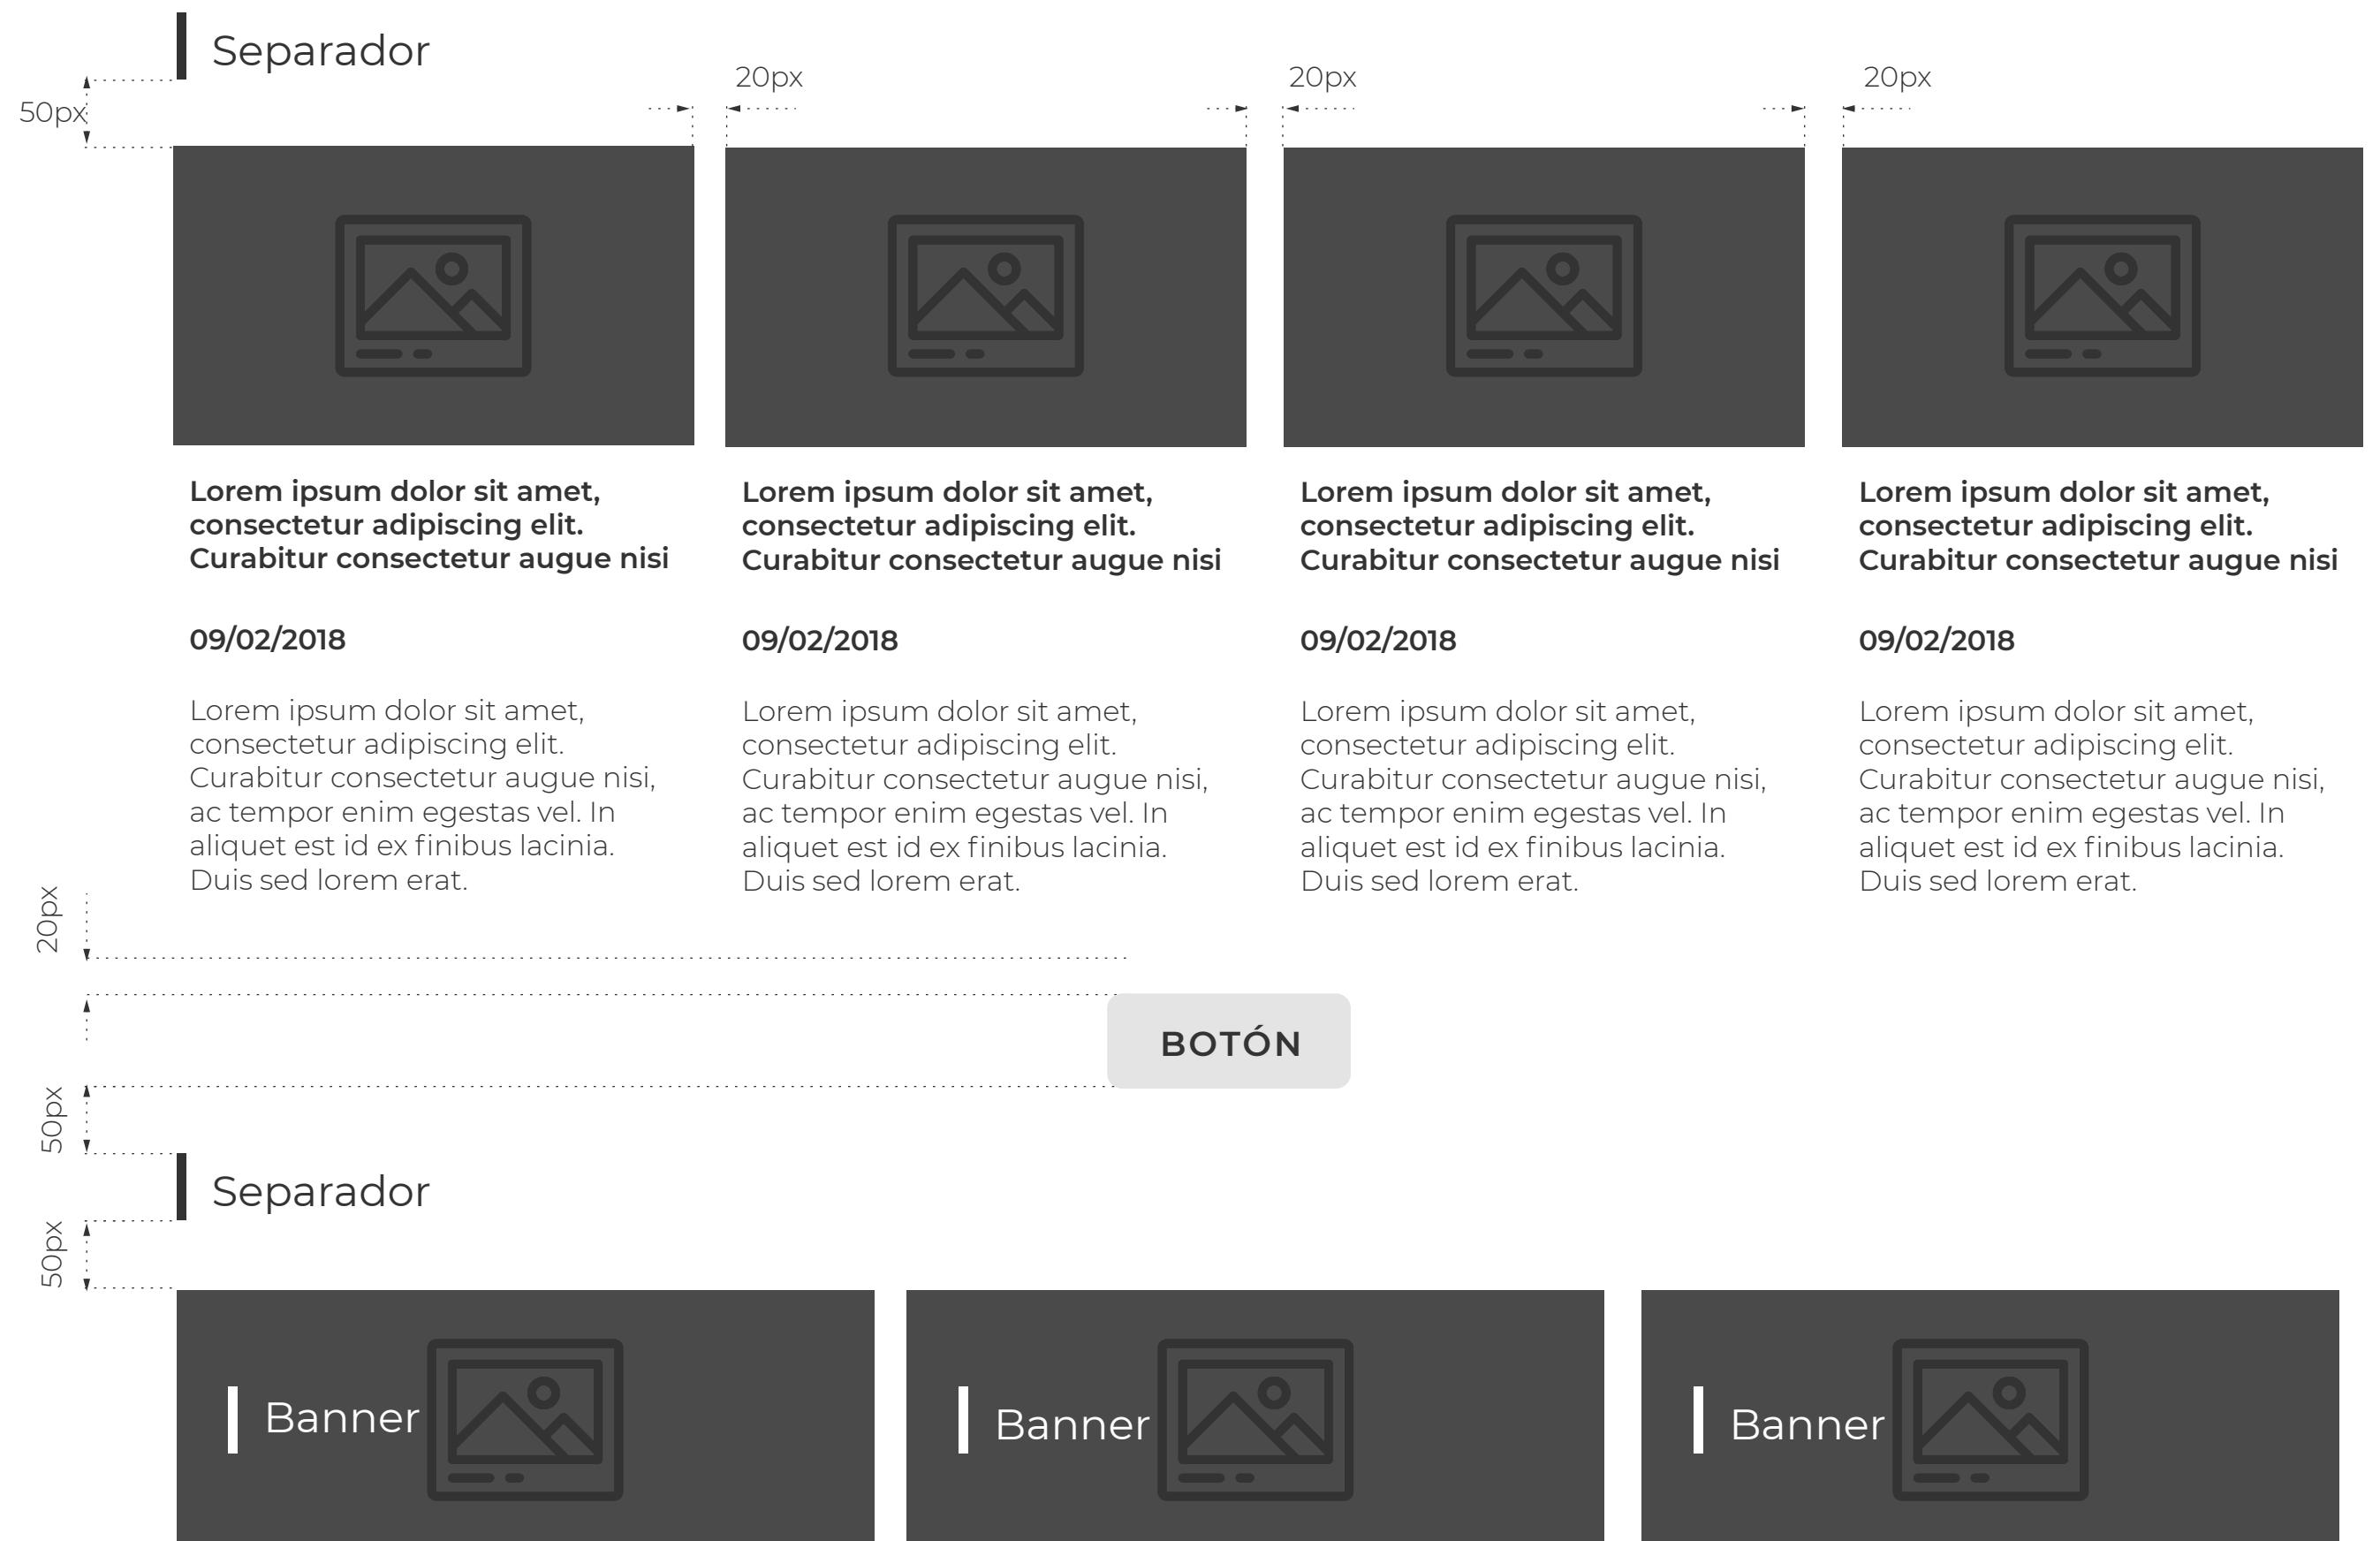 Separador
50px
20px
20px
20px
Lorem ipsum dolor sit amet,
consectetur adipiscing elit.
Curabitur consectetur augue nisi
09/02/2018
Lorem ipsum dolor sit amet,
consectetur adipiscing elit.
Curabitur consectetur augue nisi,
ac tempor enim egestas vel. In
aliquet est id ex finibus lacinia.
Duis sed lorem erat.
Lorem ipsum dolor sit amet,
consectetur adipiscing elit.
Curabitur consectetur augue nisi
09/02/2018
Lorem ipsum dolor sit amet,
consectetur adipiscing elit.
Curabitur consectetur augue nisi,
ac tempor enim egestas vel. In
aliquet est id ex finibus lacinia.
Duis sed lorem erat.
Lorem ipsum dolor sit amet,
consectetur adipiscing elit.
Curabitur consectetur augue nisi
09/02/2018
Lorem ipsum dolor sit amet,
consectetur adipiscing elit.
Curabitur consectetur augue nisi,
ac tempor enim egestas vel. In
aliquet est id ex finibus lacinia.
Duis sed lorem erat.
Lorem ipsum dolor sit amet,
consectetur adipiscing elit.
Curabitur consectetur augue nisi
09/02/2018
Lorem ipsum dolor sit amet,
consectetur adipiscing elit.
Curabitur consectetur augue nisi,
ac tempor enim egestas vel. In
aliquet est id ex finibus lacinia.
Duis sed lorem erat.
20px
BOTÓN
50px
Separador
50px
Banner
Banner
Banner